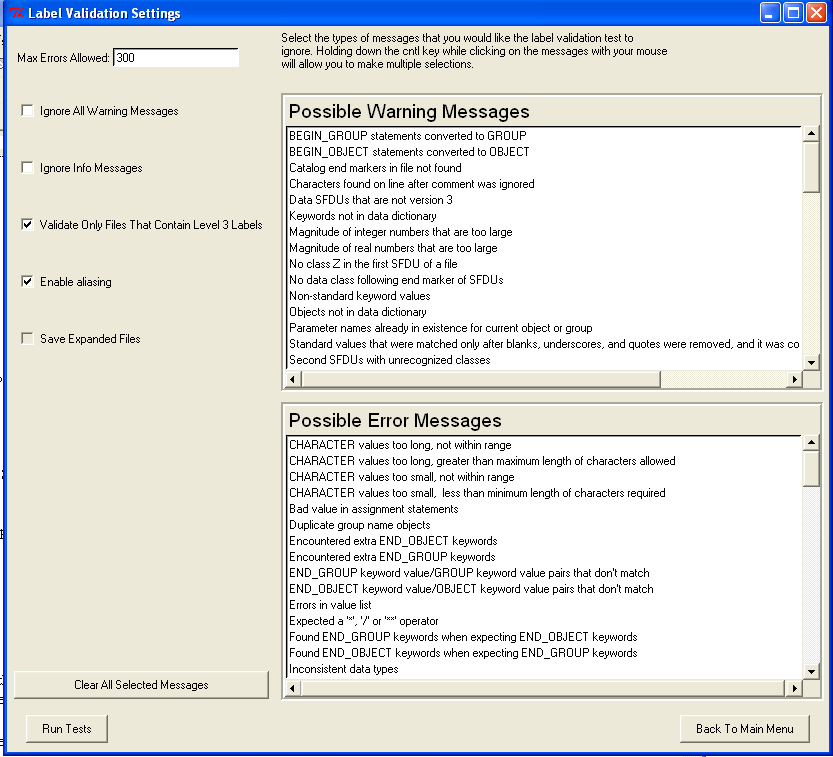 Label Validation Settings
Max Errors Allowed: 300
Ignore All Warning Messages
Ignore Info Messages
Validate Only Files That Contain Level 3 Labels
Enable aliasing
Save Expanded Files
Clear All Selected Messages
Run Tests
Select the types of messages that you would like the label validation test to
ignore. Holding down the cntl key while clicking on the messages with your mouse
will allow you to make multiple selections.
Possible Warning Messages
BEGIN_GROUP statements converted to GROUP
BEGIN_OBJECT statements converted to OBJECT
Catalog end markers in file not found
Characters found on line after comment was ignored
Data SFDUs that are not version 3
Keywords not in data dictionary
Magnitude of integer numbers that are too large
Magnitude of real numbers that are too large
No class Z in the first SFDU of a file
No data class following end marker of SFDUs
Non-standard keyword values
Objects not in data dictionary
Parameter names already in existence for current object or group
Standard values that were matched only after blanks, underscores, and quotes were removed, and it was co
Second SFDUs with unrecognized classes
Possible Error Messages
CHARACTER values too long, not within range
CHARACTER values too long, greater than maximum length of characters allowed
CHARACTER values too small, not within range
CHARACTER values too small,  less than minimum length of characters required
Bad value in assignment statements
Duplicate group name objects
Encountered extra END_OBJECT keywords
Encountered extra END_GROUP keywords
END_GROUP keyword value/GROUP keyword value pairs that don't match
END_OBJECT keyword value/OBJECT keyword value pairs that don't match
Errors in value list
Expected a '*', '/' or '**' operator
Found END_GROUP keywords when expecting END_OBJECT keywords
Found END_OBJECT keywords when expecting END_GROUP keywords
Inconsistent data types
Back To Main Menu